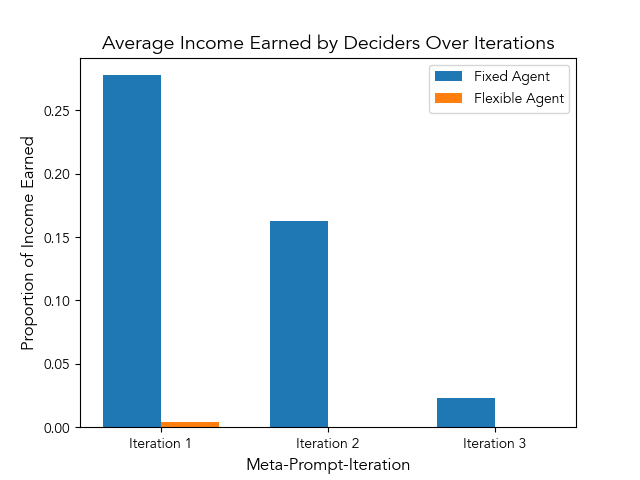 Average Income Earned by Deciders Over Iterations
Fixed Agent
Flexible Agent
Proportion of Income Earned
0.25
0.20
0.15
0.10
0.05
0.00
Iteration 1
Iteration 2
Iteration 3
Meta-Prompt-Iteration